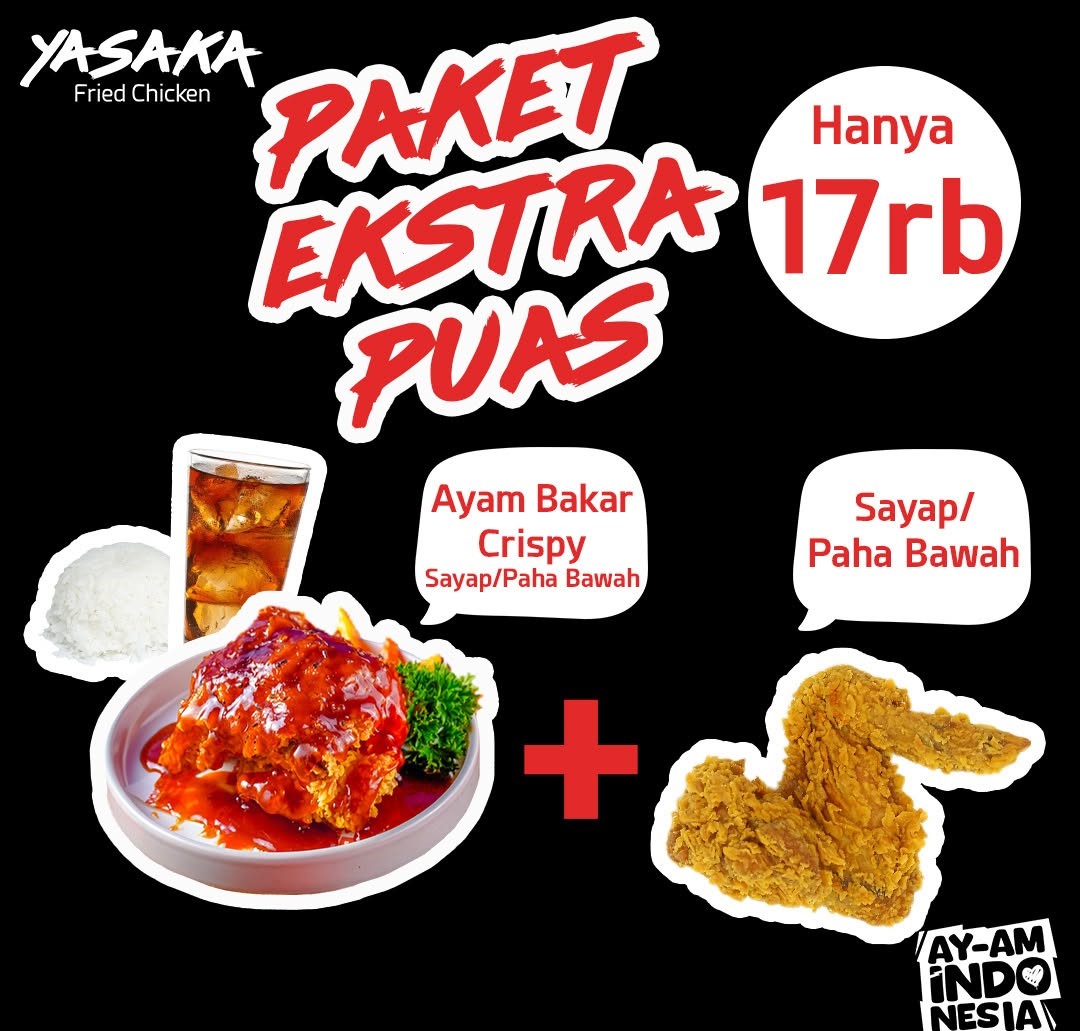 YASAKA
Fried Chicken
PAKET
EKSTRA
PUAS
Hanya
17rb
Ayam Bakar
Crispy
Sayap/Paha Bawah
Sayap/
Paha Bawah
AY-AM
iNDO
NESIA